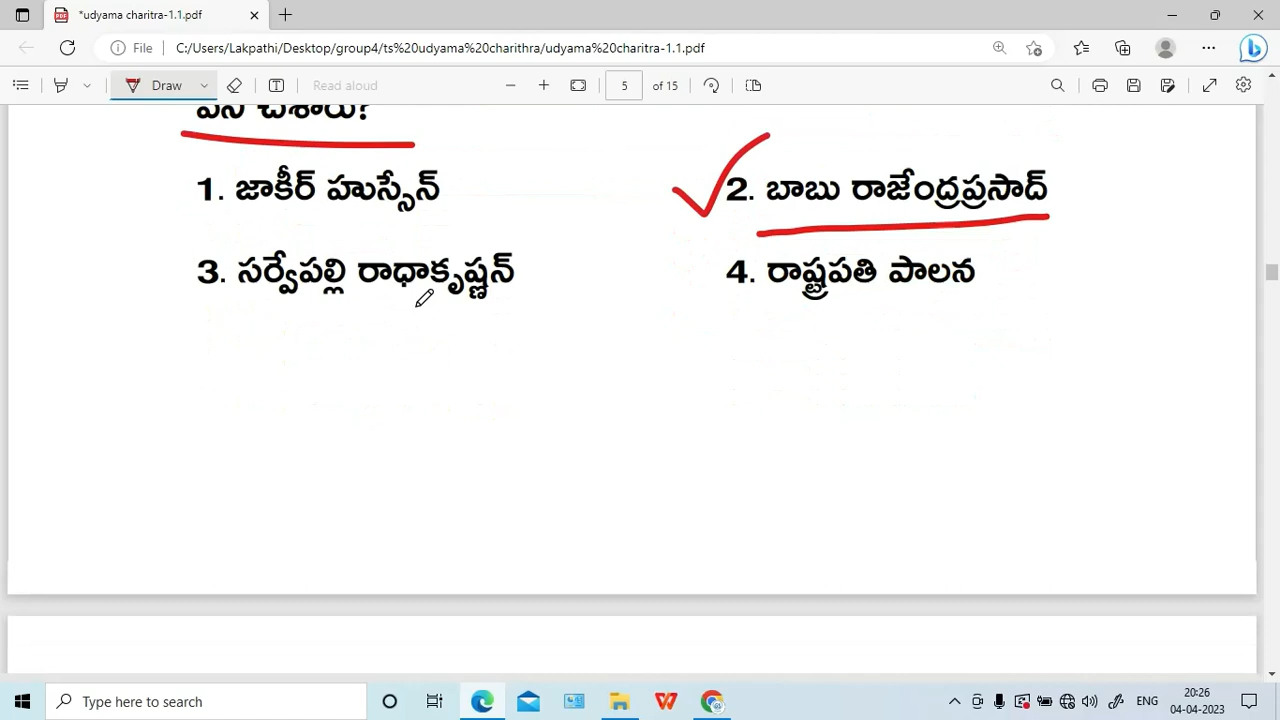 *udyama charitra-1.1.pdf
File C:/Users/Lakpathi/Desktop/group4/ts%20udyama%20charithra/udyama%20charitra-1.1.pdf
Draw Read aloud 5 of 15
పని చేశారు?
1. జాకీర్ హుస్సేన్ 2. బాబు రాజేంద్రప్రసాద్
3. సర్వేపల్లి రాధాకృష్ణన్ 4. రాష్ట్రపతి పాలన
Type here to search ENG 20:26
04-04-2023